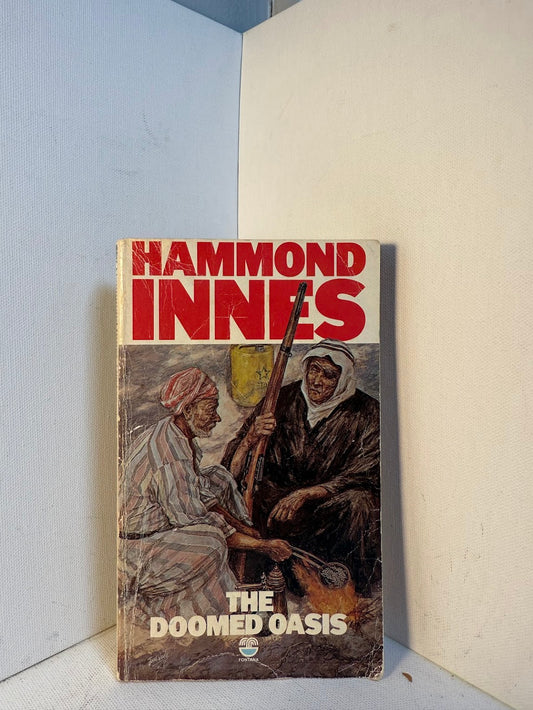 HAMMOND
INNES
THE
DOOMED OASIS
FONTANA